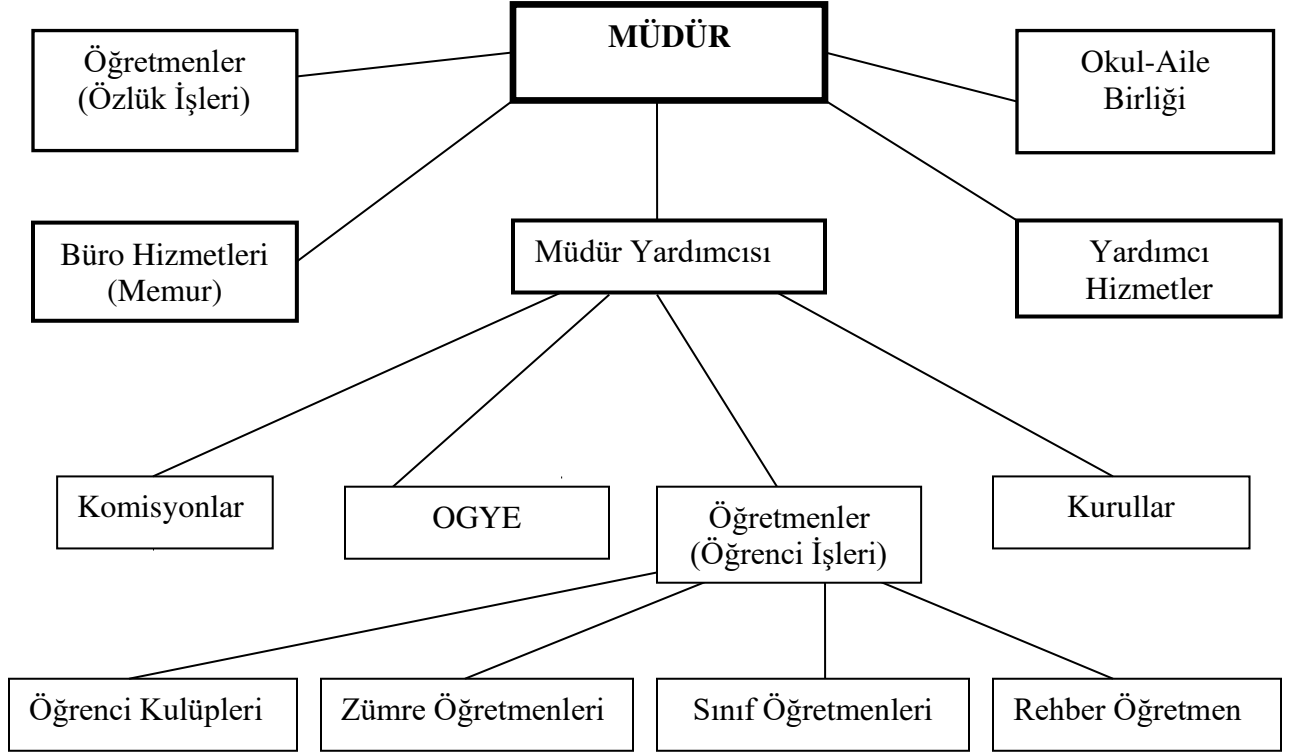 MÜDÜR
Öğretmenler
(Özlük İşleri)
Okul-Aile
Birliği
Büro Hizmetleri
(Memur)
Müdür Yardımcısı
Yardımcı
Hizmetler
Komisyonlar
OGYE
Öğretmenler
(Öğrenci İşleri)
Kurullar
Öğrenci Kulüpleri
Zümre Öğretmenleri
Sınıf Öğretmenleri
Rehber Öğretmen